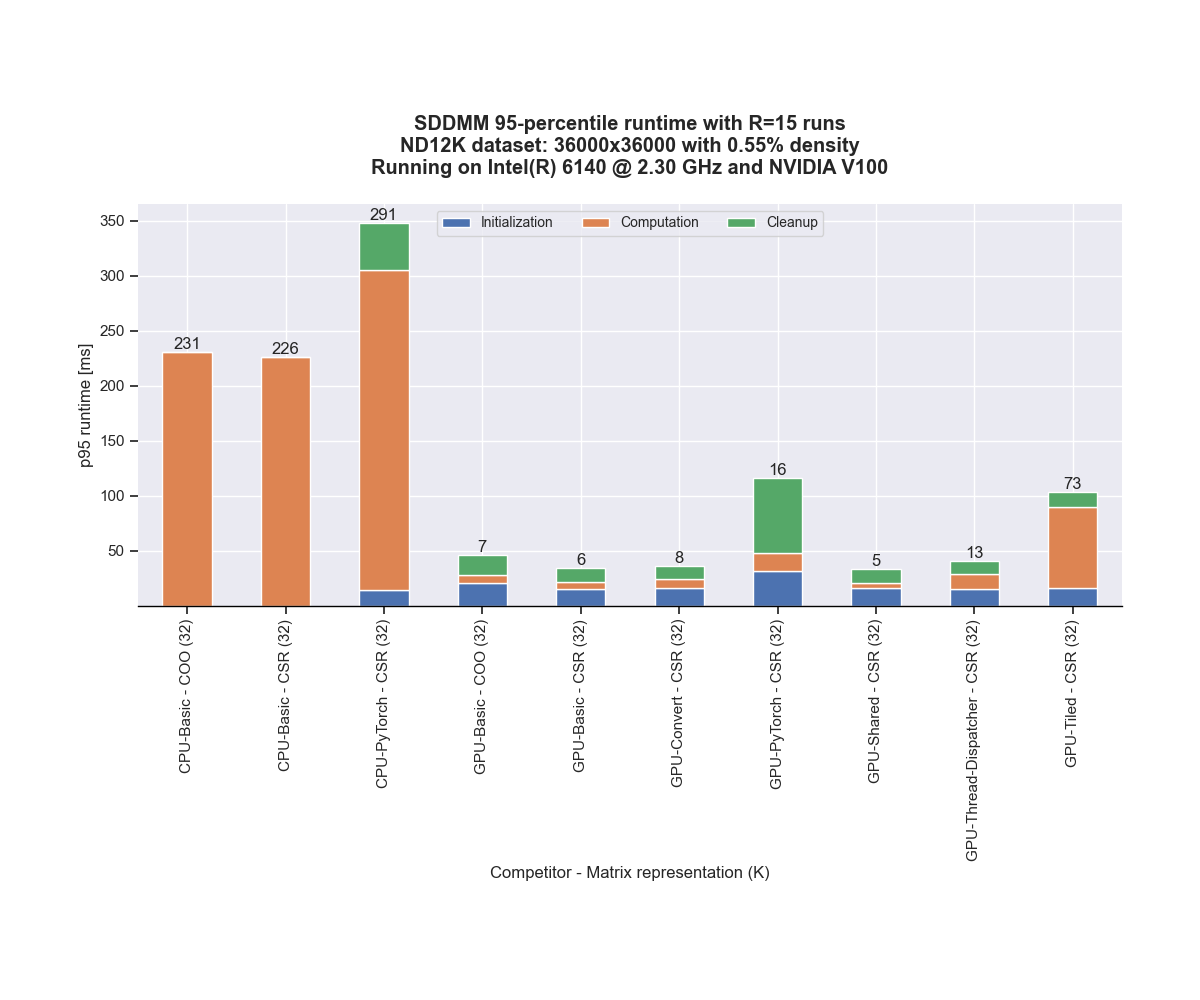 SDDMM 95-percentile runtime with R=15 runs
ND12K dataset: 36000x36000 with 0.55% density
Running on Intel(R) 6140 @ 2.30 GHz and NVIDIA V100
Initialization
Computation
Cleanup
p95 runtime [ms]
350
300
250
200
150
100
50
231
226
291
7
6
8
16
5
13
73
CPU-Basic - COO (32)
CPU-Basic - CSR (32)
CPU-PyTorch - CSR (32)
GPU-Basic - COO (32)
GPU-Basic - CSR (32)
GPU-Convert - CSR (32)
GPU-PyTorch - CSR (32)
GPU-Shared - CSR (32)
GPU-Thread-Dispatcher - CSR (32)
GPU-Tiled - CSR (32)
Competitor - Matrix representation (K)